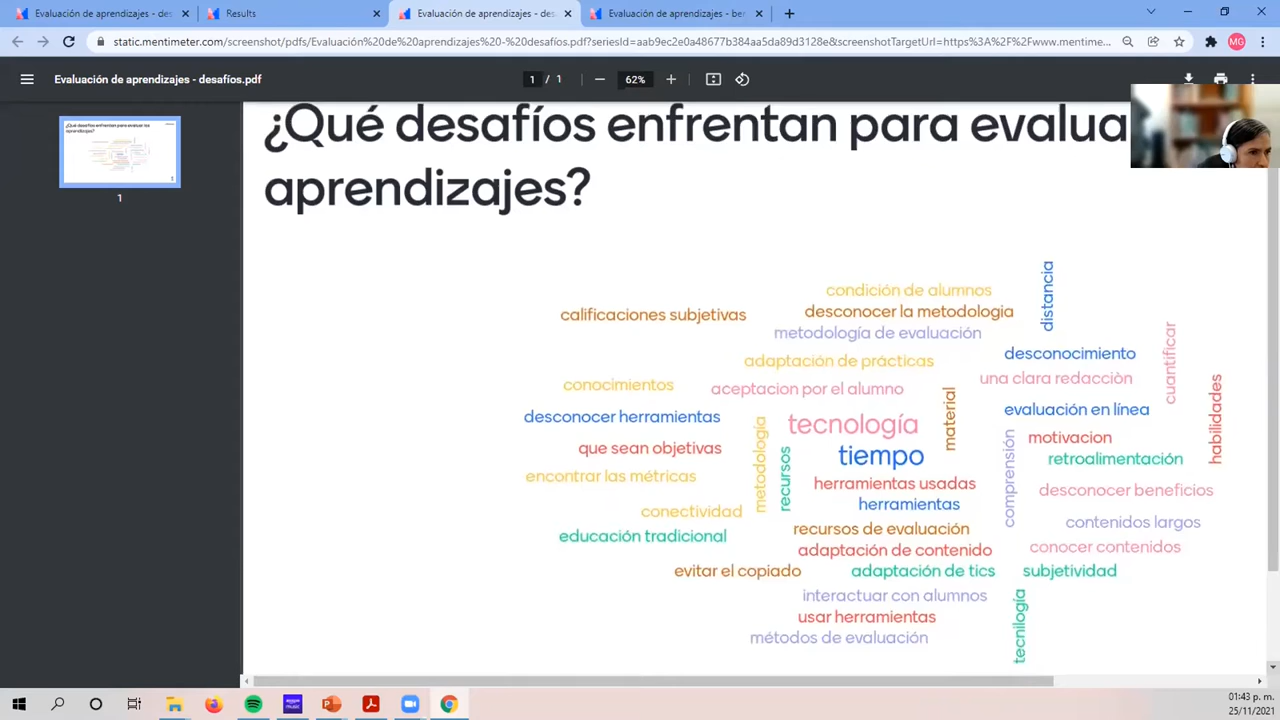 Evaluación de aprendizajes - des
Results
Evaluación de aprendizajes - des
Evaluación de aprendizajes - be
static.mentimeter.com/screenshot/pdfs/Evaluación%20de%20aprendizajes%20-%20desafíos.pdf?seriesId=aab9ec2e0a48677b384aa5da89d3128e&screenshotTargetUrl=https%3A%2F%2Fwww.mentime...
MG
Evaluación de aprendizajes - desafíos.pdf
1 / 1
62%
1
¿Qué desafíos enfrentan para evalua
aprendizajes?
distancia
condición de alumnos
calificaciones subjetivas
desconocer la metodologia
metodología de evaluación
cuantificar
desconocimiento
adaptación de prácticas
una clara redacciòn
conocimientos
aceptacion por el alumno
material
habilidades
evaluación en línea
desconocer herramientas
tecnología
metodología
motivacion
que sean objetivas
recursos
tiempo
comprensión
retroalimentación
encontrar las métricas
herramientas usadas
desconocer beneficios
herramientas
conectividad
contenidos largos
recursos de evaluación
educación tradicional
adaptación de contenido
conocer contenidos
evitar el copiado
adaptación de tics
subjetividad
interactuar con alumnos
tecnilogía
usar herramientas
métodos de evaluación
01:43 p. m.
25/11/2021